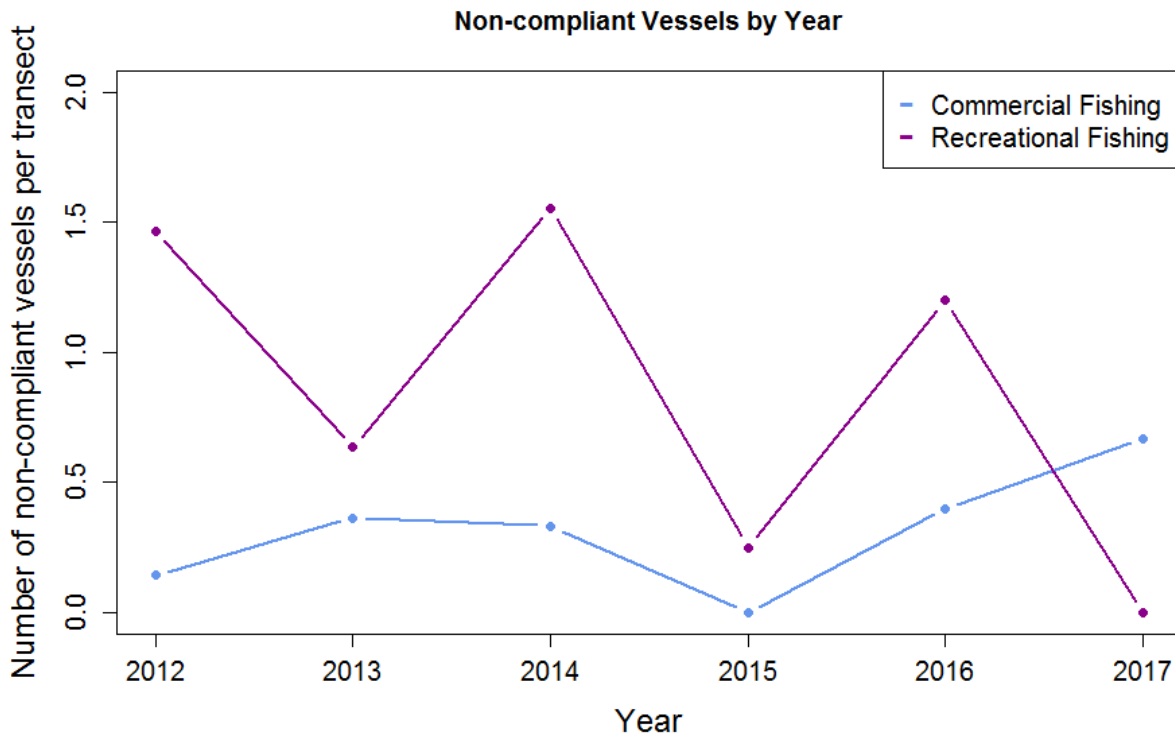 Non-compliant Vessels by Year
Number of non-compliant vessels per transect
2.0
1.5
1.0
0.5
0.0
Commercial Fishing
Recreational Fishing
2012 2013 2014 2015 2016 2017
Year